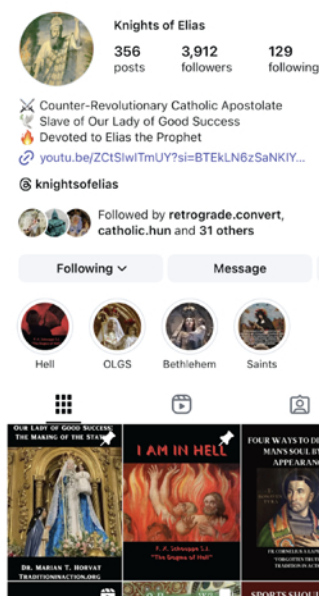 Knights of Elias
356 3,912 129
posts followers following
Counter-Revolutionary Catholic Apostolate
Slave of Our Lady of Good Success
Devoted to Elias the Prophet
youtu.be/ZCtSlwITmUY?si=BTEkLN6zSaNKIY...
knightsofelias
Followed by retrograde.convert,
catholic.hun and 31 others
Following Message
Hell OLGS Bethlehem Saints
OUR LADY OF GOOD SUCCESS
THE MAKING OF THE STAT
DR. MARIAN T. HORVAT
TRADITIONINACTION.ORG
I AM IN HELL
F. X. Schouppe S.J.
"The Dogma of Hell"
FOUR WAYS TO DI
MAN'S SOUL BY
APPEARANC
SPORTS SHOUL